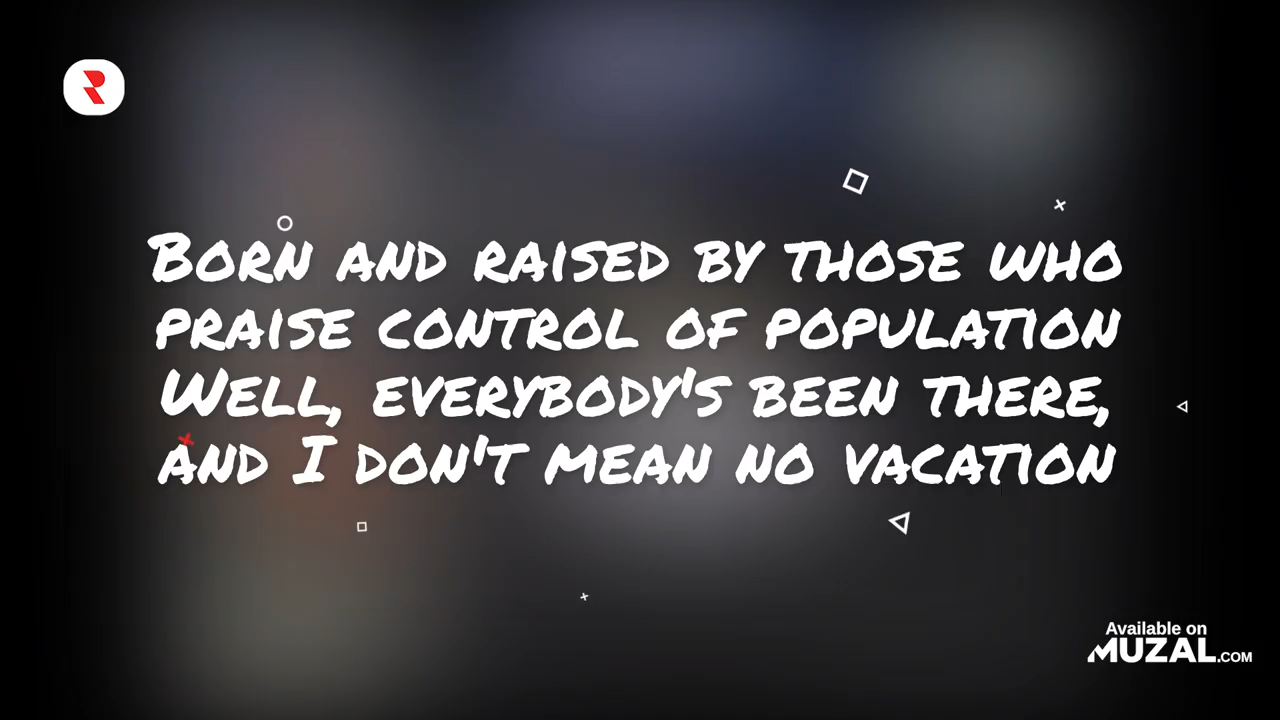 Born and raised by those who
praise control of population
Well, everybody's been there,
and I don't mean no vacation
Available on
MUZAL.COM